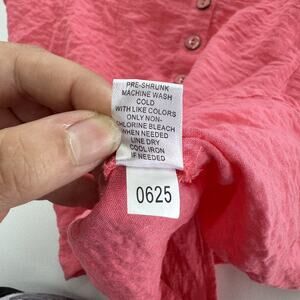 PRE-SHRUNK
MACHINE WASH
COLD
WITH LIKE COLORS
ONLY NON-
CHLORINE BLEACH
WHEN NEEDED
LINE DRY
COOL IRON
IF NEEDED
0625